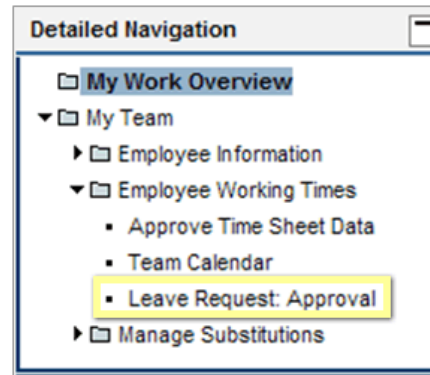 Detailed Navigation
My Work Overview
My Team
Employee Information
Employee Working Times
Approve Time Sheet Data
Team Calendar
Leave Request: Approval
Manage Substitutions